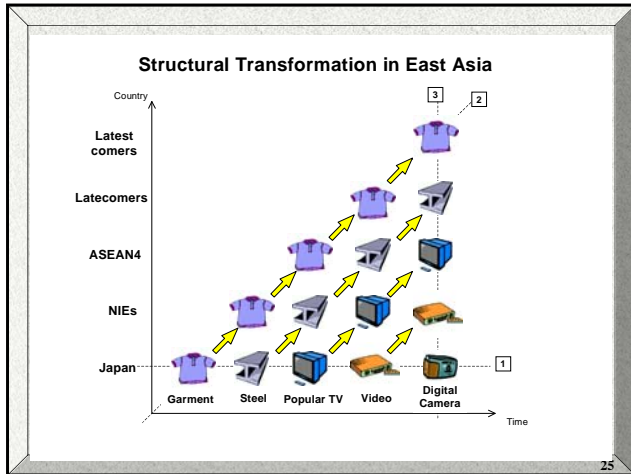 Structural Transformation in East Asia
Country
3
2
Latest
comers
Latecomers
ASEAN4
NIEs
Japan
1
Garment
Steel
Popular TV
Video
Digital
Camera
Time
25